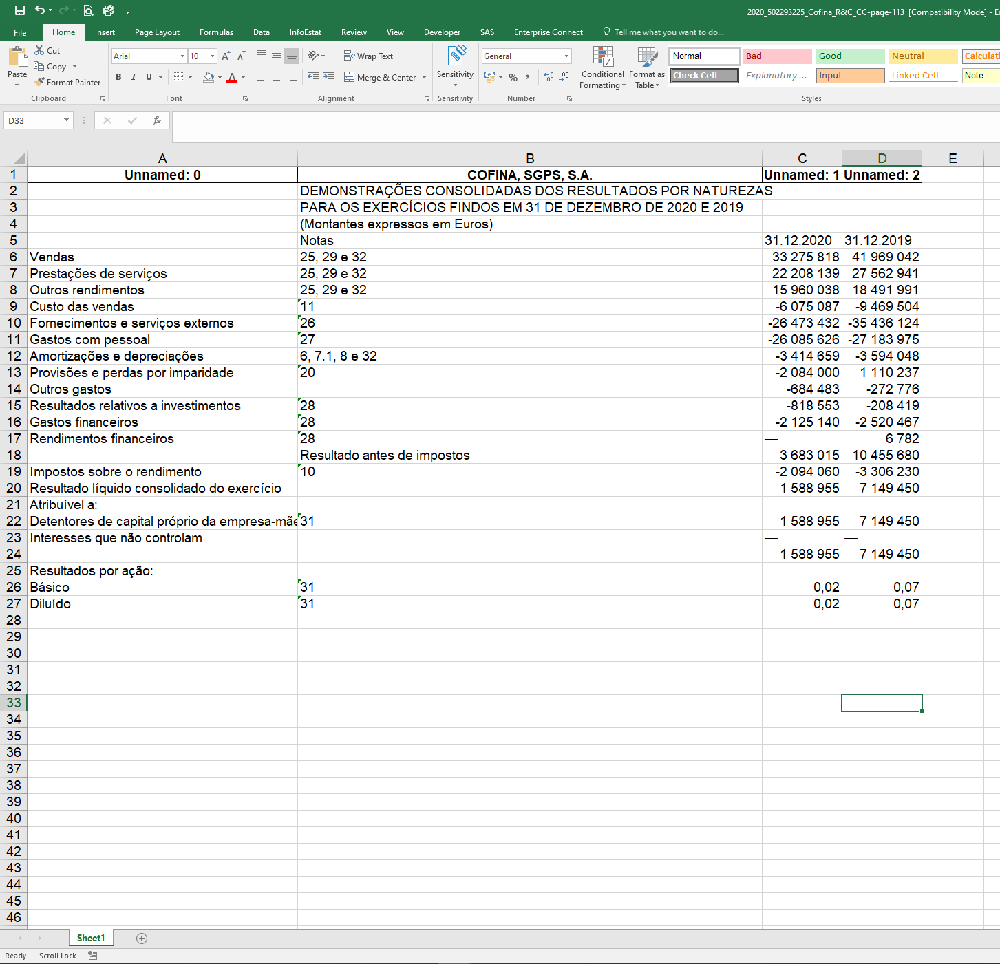 2020_502293225_Cofina_R&C_CC-page-113 [Compatibility Mode] - E
File Home Insert Page Layout Formulas Data InfoEstat Review View Developer SAS Enterprise Connect Tell me what you want to do...
Paste
Cut
Copy
Format Painter
Clipboard
Arial 10
B I U
Font
Wrap Text
Merge & Center
Alignment
Sensitivity
Sensitivity
General
Number
Conditional Formatting
Format as Table
Normal Bad Good Neutral Calculati
Check Cell Explanatory ... Input Linked Cell Note
Styles
D33
fx
A B C D E
1 Unnamed: 0 COFINA, SGPS, S.A. Unnamed: 1 Unnamed: 2
2 DEMONSTRAÇÕES CONSOLIDADAS DOS RESULTADOS POR NATUREZAS
3 PARA OS EXERCÍCIOS FINDOS EM 31 DE DEZEMBRO DE 2020 E 2019
4 (Montantes expressos em Euros)
5 Notas 31.12.2020 31.12.2019
6 Vendas 25, 29 e 32 33 275 818 41 969 042
7 Prestações de serviços 25, 29 e 32 22 208 139 27 562 941
8 Outros rendimentos 25, 29 e 32 15 960 038 18 491 991
9 Custo das vendas 11 -6 075 087 -9 469 504
10 Fornecimentos e serviços externos 26 -26 473 432 -35 436 124
11 Gastos com pessoal 27 -26 085 626 -27 183 975
12 Amortizações e depreciações 6, 7.1, 8 e 32 -3 414 659 -3 594 048
13 Provisões e perdas por imparidade 20 -2 084 000 1 110 237
14 Outros gastos -684 483 -272 776
15 Resultados relativos a investimentos 28 -818 553 -208 419
16 Gastos financeiros 28 -2 125 140 -2 520 467
17 Rendimentos financeiros 28 — 6 782
18 Resultado antes de impostos 3 683 015 10 455 680
19 Impostos sobre o rendimento 10 -2 094 060 -3 306 230
20 Resultado líquido consolidado do exercício 1 588 955 7 149 450
21 Atribuível a:
22 Detentores de capital próprio da empresa-mãe 31 1 588 955 7 149 450
23 Interesses que não controlam — —
24 1 588 955 7 149 450
25 Resultados por ação:
26 Básico 31 0,02 0,07
27 Diluído 31 0,02 0,07
28
29
30
31
32
33
34
35
36
37
38
39
40
41
42
43
44
45
46
Sheet1
Ready Scroll Lock